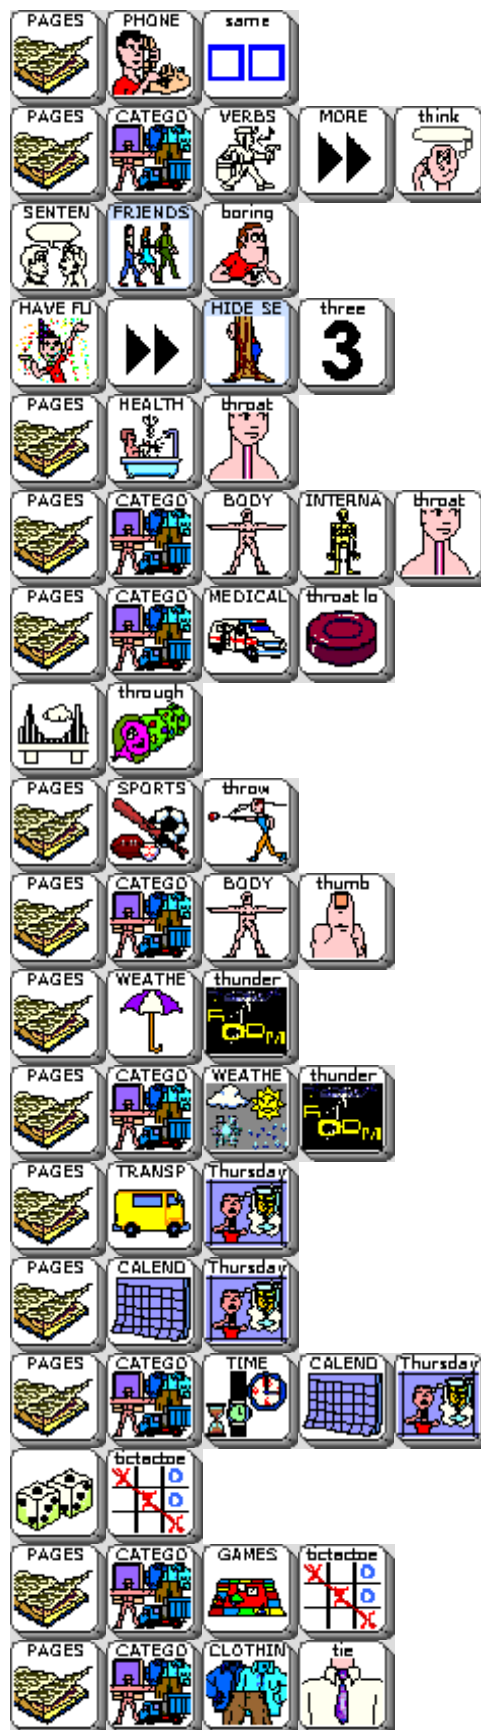 PAGES PHONE same
PAGES CATEGO VERBS MORE think
SENTEN FRIENDS boring
HAVE FU HIDE SE three
3
PAGES HEALTH throat
PAGES CATEGO BODY INTERNA throat
PAGES CATEGO MEDICAL throat lo
through
PAGES SPORTS throw
PAGES CATEGO BODY thumb
PAGES WEATHE thunder
BOOM
PAGES CATEGO WEATHE thunder
BOOM
PAGES TRANSP Thursday
PAGES CALEND Thursday
PAGES CATEGO TIME CALEND Thursday
tictactoe
PAGES CATEGO GAMES tictactoe
PAGES CATEGO CLOTHIN tie